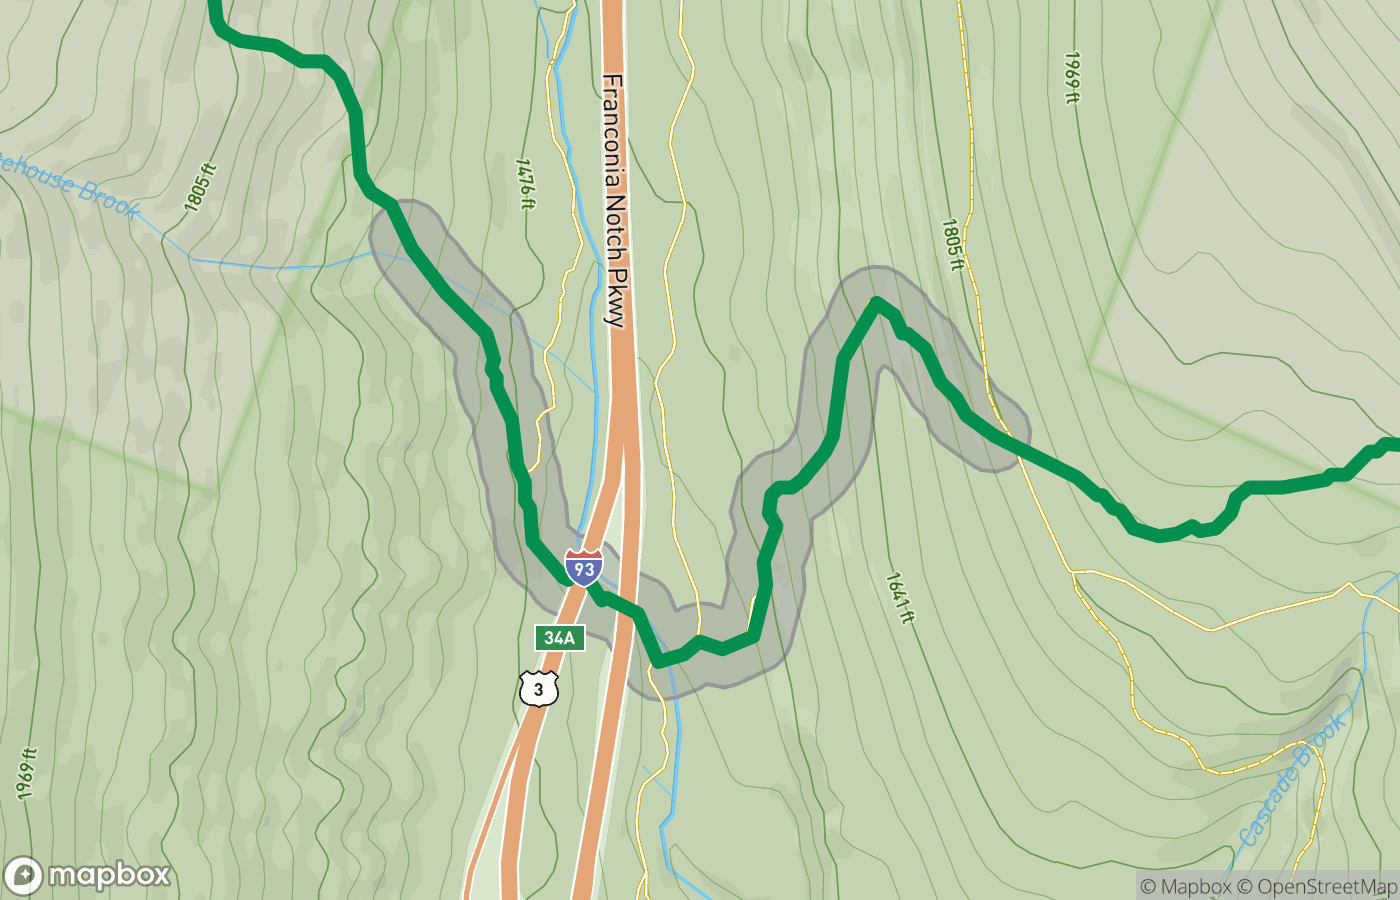 1969 ft
Franconia Notch Pkwy
ehouse Brook
1805 ft
1476 ft
1805 ft
93
1641 ft
34A
3
1969 ft
Cascade Brook
mapbox
© Mapbox © OpenStreetMap